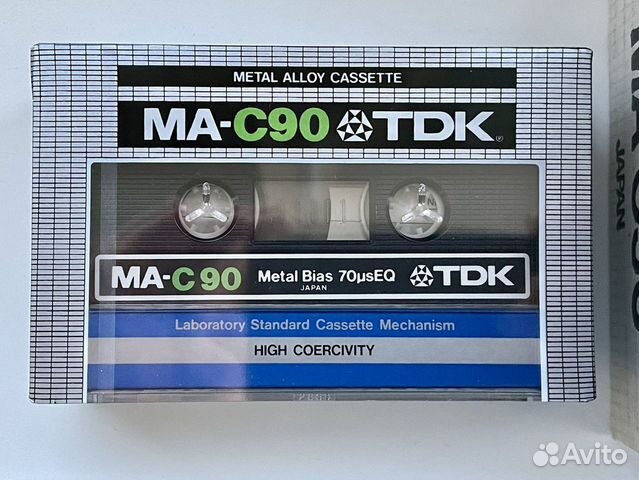 METAL ALLOY CASSETTE
MA-C90 TDK®
MA-C90 Metal Bias 70µsEQ TDK
JAPAN
Laboratory Standard Cassette Mechanism
HIGH COERCIVITY
JAPAN
Avito